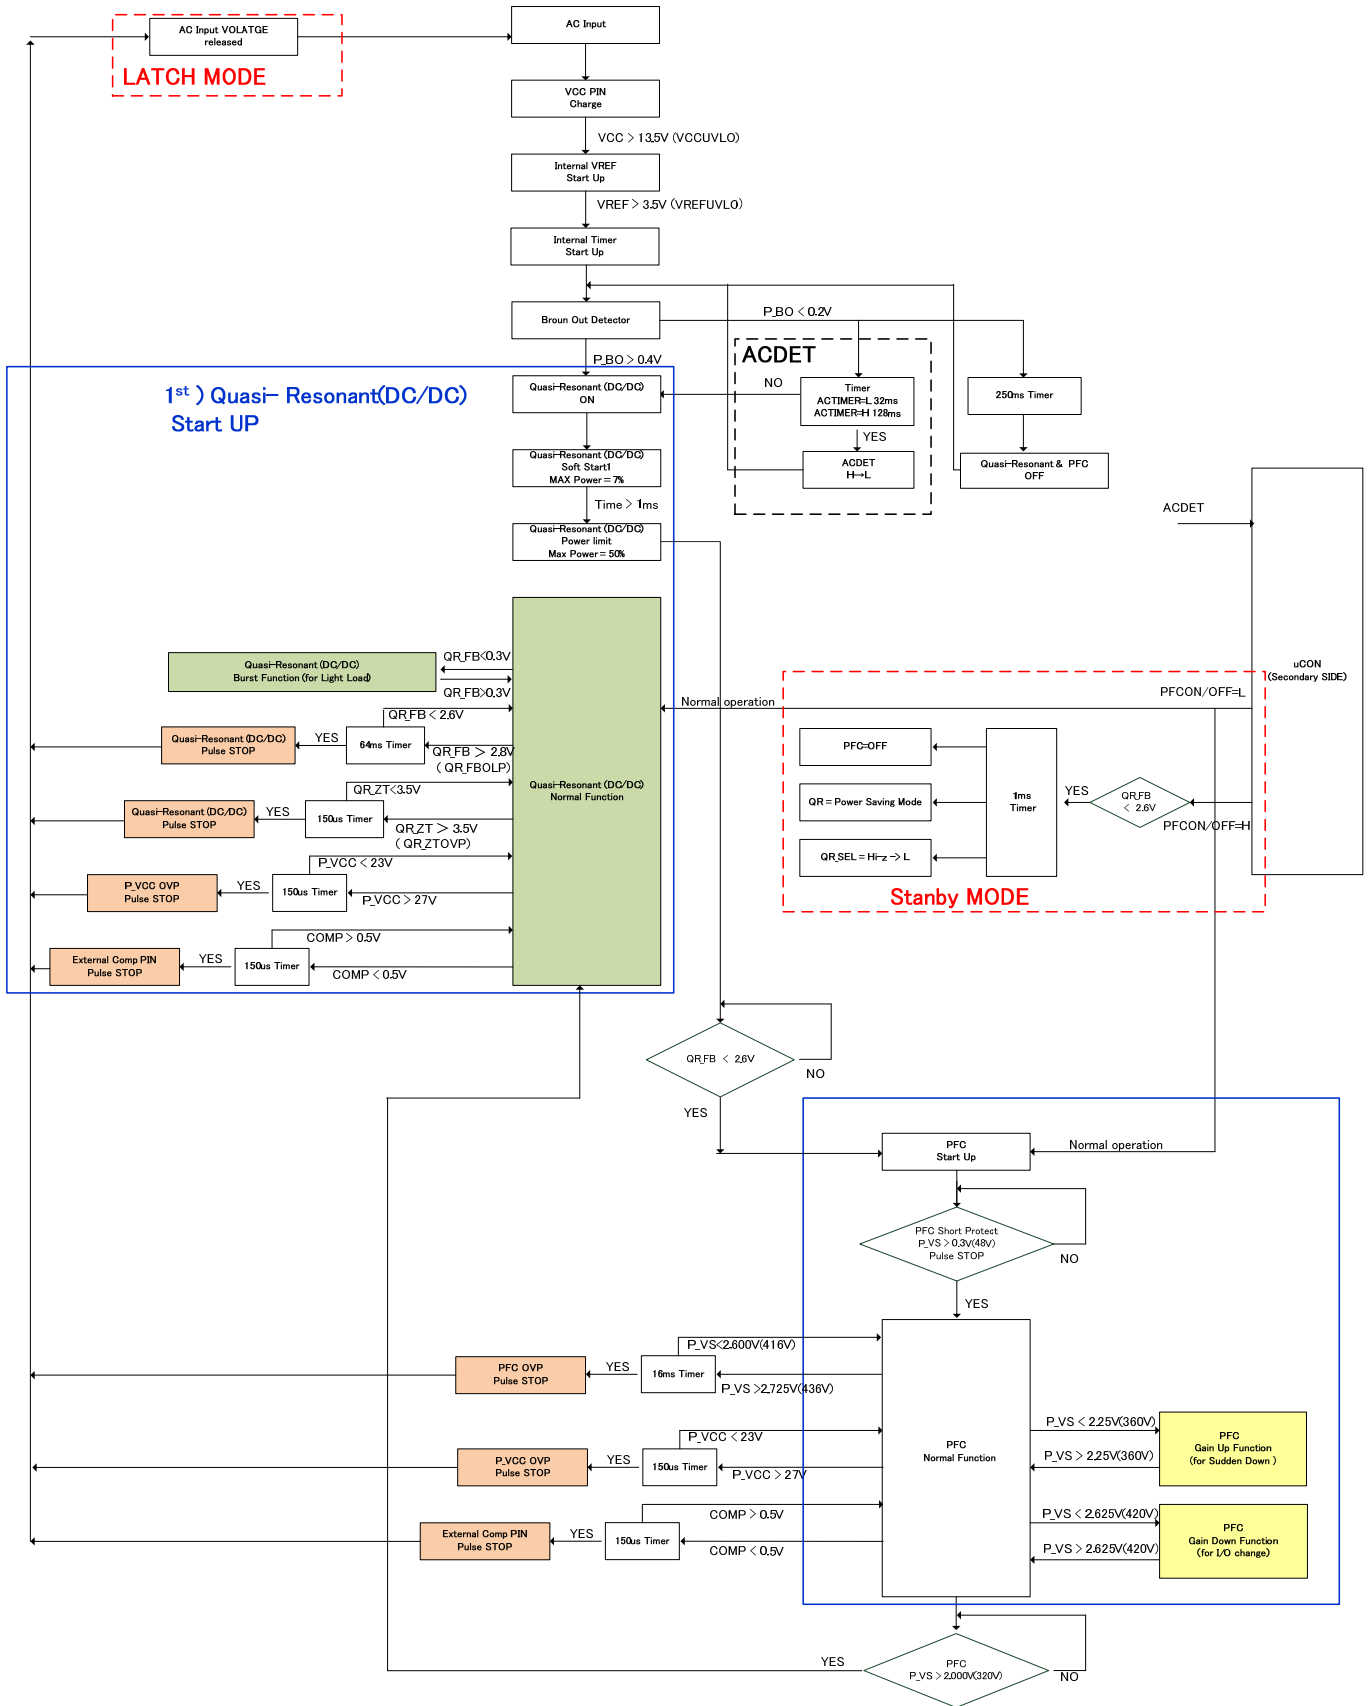 AC Input VOLATGE
released
LATCH MODE
AC Input
VCC PIN
Charge
VCC > 13.5V (VCCUVLO)
Internal VREF
Start Up
VREF > 3.5V (VREFUVLO)
Internal Timer
Start Up
Broun Out Detector
P_BO < 0.2V
P_BO > 0.4V
ACDET
NO
Timer
ACTIMER=L 32ms
ACTIMER=H 128ms
YES
ACDET
H→L
250ms Timer
Quasi-Resonant & PFC
OFF
1st ) Quasi- Resonant(DC/DC)
Start UP
Quasi-Resonant (DC/DC)
ON
Quasi-Resonant (DC/DC)
Soft Start1
MAX Power = 7%
Time > 1ms
Quasi-Resonant (DC/DC)
Power limit
Max Power = 50%
ACDET
uCON
(Secondary SIDE)
Quasi-Resonant (DC/DC)
Burst Function (for Light Load)
QR_FB<0.3V
QR_FB>0.3V
QR_FB < 2.6V
Quasi-Resonant (DC/DC)
Pulse STOP
YES
64ms Timer
QR_FB > 2.8V
( QR_FBOLP)
QR_ZT<3.5V
Quasi-Resonant (DC/DC)
Pulse STOP
YES
150us Timer
QR_ZT > 3.5V
( QR_ZTOVP)
P_VCC < 23V
P_VCC OVP
Pulse STOP
YES
150us Timer
P_VCC > 27V
COMP > 0.5V
External Comp PIN
Pulse STOP
YES
150us Timer
COMP < 0.5V
Quasi-Resonant (DC/DC)
Normal Function
Normal operation
PFCON/OFF=L
PFC=OFF
QR = Power Saving Mode
QR_SEL = Hi-z -> L
1ms
Timer
YES
QR_FB
< 2.6V
PFCON/OFF=H
Stanby MODE
QR_FB < 2.6V
NO
YES
PFC
Start Up
Normal operation
PFC Short Protect
P_VS > 0.3V(48V)
Pulse STOP
NO
YES
P_VS<2.600V(416V)
PFC OVP
Pulse STOP
YES
16ms Timer
P_VS >2.725V(436V)
P_VCC < 23V
P_VCC OVP
Pulse STOP
YES
150us Timer
P_VCC > 27V
COMP > 0.5V
External Comp PIN
Pulse STOP
YES
150us Timer
COMP < 0.5V
PFC
Normal Function
P_VS < 2.25V(360V)
P_VS > 2.25V(360V)
PFC
Gain Up Function
(for Sudden Down )
P_VS < 2.625V(420V)
P_VS > 2.625V(420V)
PFC
Gain Down Function
(for I/O change)
YES
PFC
P_VS > 2.000V(320V)
NO